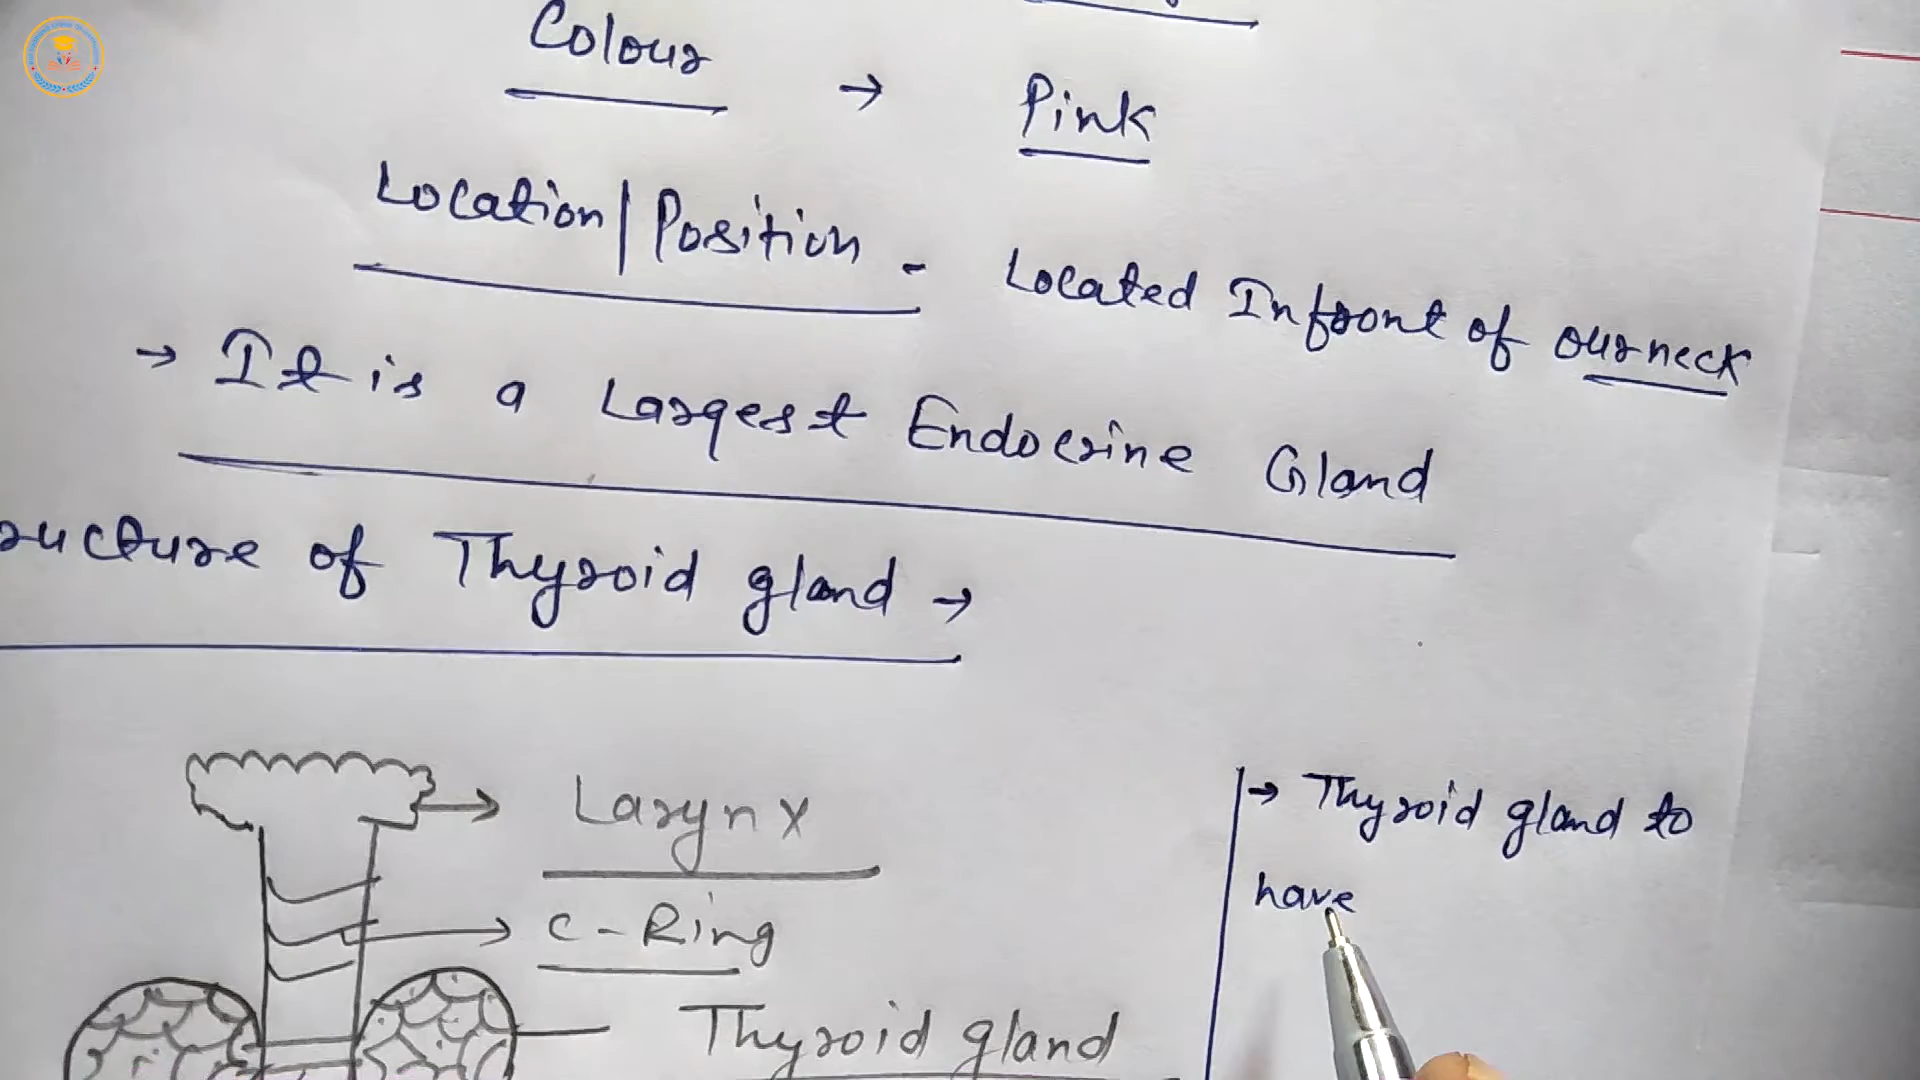 Colour → Pink
Location/Position - Located Infront of our neck
→ It is a Largest Endocrine Gland
ructure of Thyroid gland →
Larynx
C-Ring
Thyroid gland
→ Thyroid gland to
have